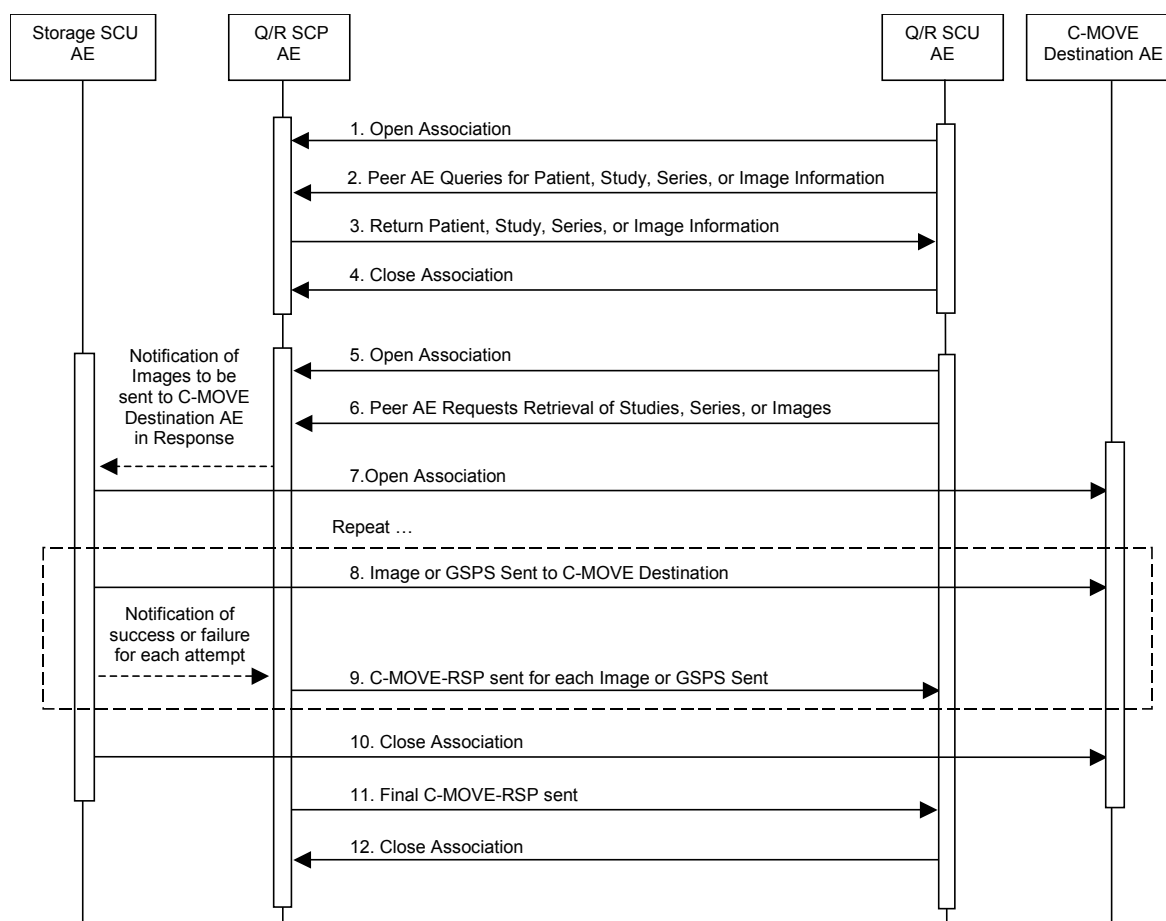 Storage SCU
AE
Q/R SCP
AE
Q/R SCU
AE
C-MOVE
Destination AE
1. Open Association
2. Peer AE Queries for Patient, Study, Series, or Image Information
3. Return Patient, Study, Series, or Image Information
4. Close Association
Notification of
Images to be
sent to C-MOVE
Destination AE
in Response
5. Open Association
6. Peer AE Requests Retrieval of Studies, Series, or Images
7.Open Association
Repeat …
8. Image or GSPS Sent to C-MOVE Destination
Notification of
success or failure
for each attempt
9. C-MOVE-RSP sent for each Image or GSPS Sent
10. Close Association
11. Final C-MOVE-RSP sent
12. Close Association